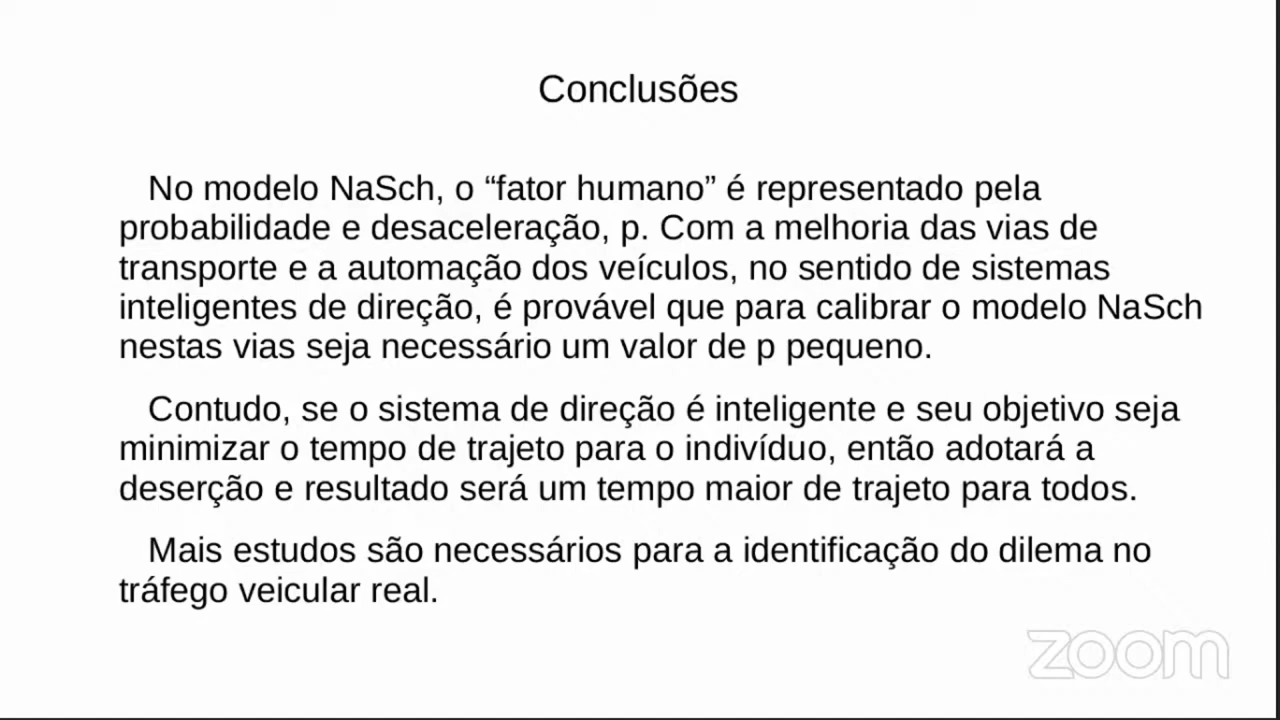 Conclusões
No modelo NaSch, o “fator humano” é representado pela
probabilidade e desaceleração, p. Com a melhoria das vias de
transporte e a automação dos veículos, no sentido de sistemas
inteligentes de direção, é provável que para calibrar o modelo NaSch
nestas vias seja necessário um valor de p pequeno.
Contudo, se o sistema de direção é inteligente e seu objetivo seja
minimizar o tempo de trajeto para o indivíduo, então adotará a
deserção e resultado será um tempo maior de trajeto para todos.
Mais estudos são necessários para a identificação do dilema no
tráfego veicular real.
zoom